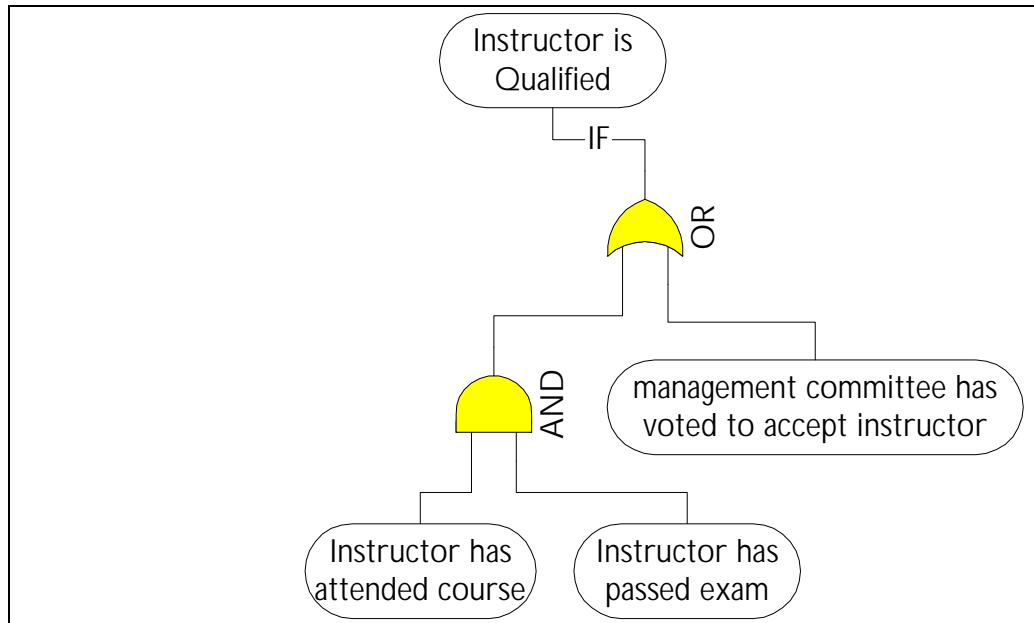 Instructor is
Qualified
IF
OR
AND
management committee has
voted to accept instructor
Instructor has
attended course
Instructor has
passed exam